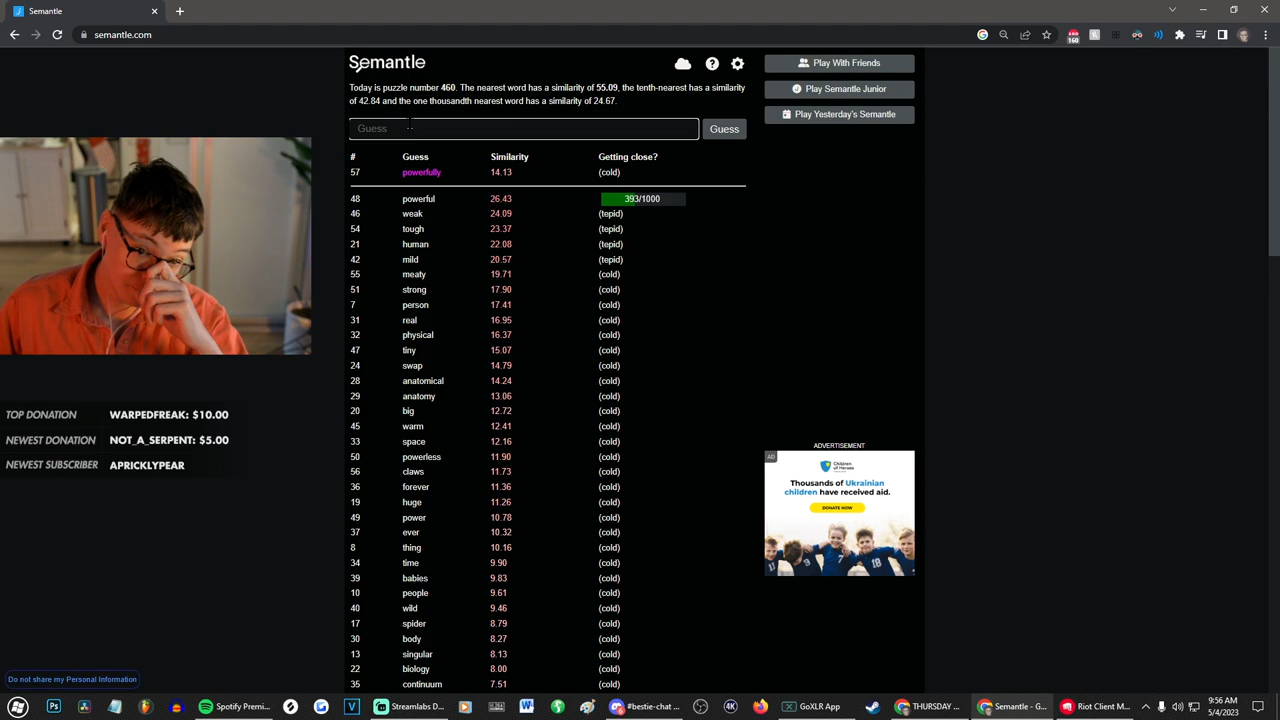 Semantle
semantle.com
160
Semantle
Today is puzzle number 460. The nearest word has a similarity of 55.09, the tenth-nearest has a similarity
of 42.84 and the one thousandth nearest word has a similarity of 24.67.
Guess
Guess
# Guess Similarity Getting close?
57 powerfully 14.13 (cold)
48 powerful 26.43 393/1000
46 weak 24.09 (tepid)
54 tough 23.37 (tepid)
21 human 22.08 (tepid)
42 mild 20.57 (tepid)
55 meaty 19.71 (cold)
51 strong 17.90 (cold)
7 person 17.41 (cold)
31 real 16.95 (cold)
32 physical 16.37 (cold)
47 tiny 15.07 (cold)
24 swap 14.79 (cold)
28 anatomical 14.24 (cold)
29 anatomy 13.06 (cold)
20 big 12.72 (cold)
45 warm 12.41 (cold)
33 space 12.16 (cold)
50 powerless 11.90 (cold)
56 claws 11.73 (cold)
36 forever 11.36 (cold)
19 huge 11.26 (cold)
49 power 10.78 (cold)
37 ever 10.32 (cold)
8 thing 10.16 (cold)
34 time 9.90 (cold)
39 babies 9.83 (cold)
10 people 9.61 (cold)
40 wild 9.46 (cold)
17 spider 8.79 (cold)
30 body 8.27 (cold)
13 singular 8.13 (cold)
22 biology 8.00 (cold)
35 continuum 7.51 (cold)
Play With Friends
Play Semantle Junior
Play Yesterday's Semantle
ADVERTISEMENT
AD
Children
of Heroes
Thousands of Ukrainian
children have received aid.
DONATE NOW
TOP DONATION WARPEDFREAK: $10.00
NEWEST DONATION NOT_A_SERPENT: $5.00
NEWEST SUBSCRIBER APRICKLYPEAR
Do not share my Personal Information
Spotify Premi...
Streamlabs D...
#bestie-chat ...
GoXLR App
THURSDAY ...
Semantle - G...
Riot Client M...
9:56 AM
5/4/2023